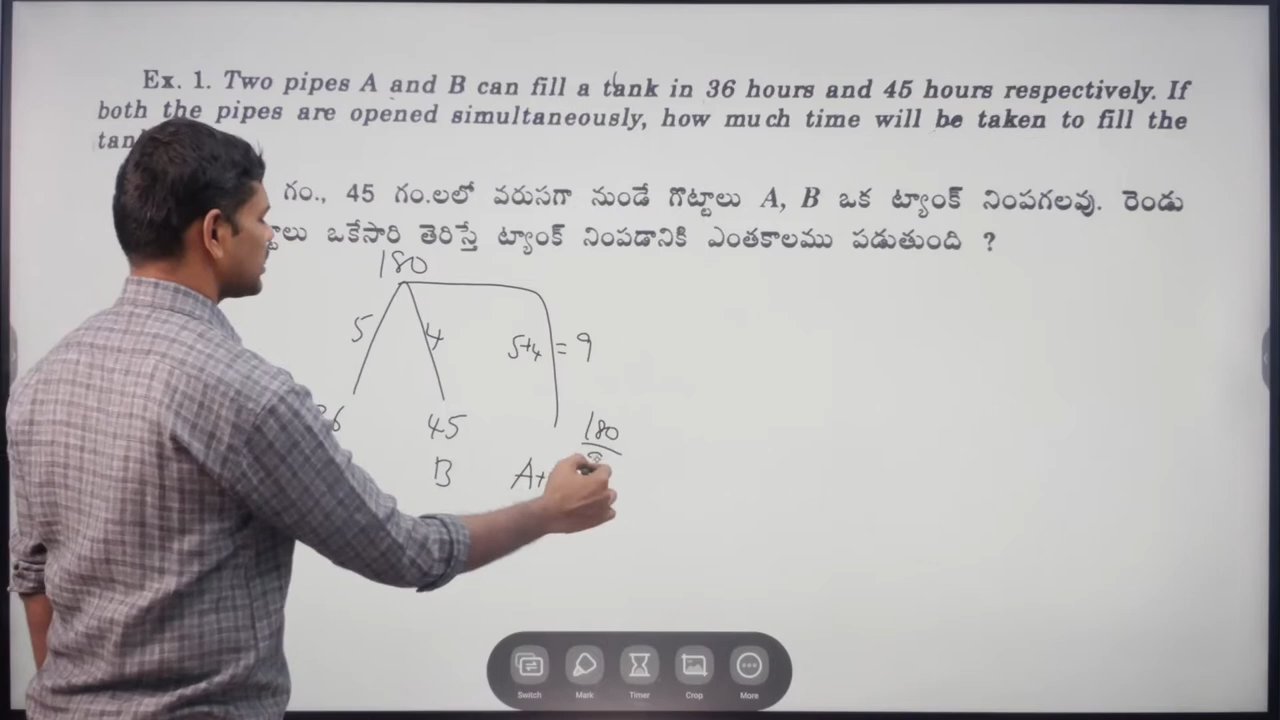 Ex. 1. Two pipes A and B can fill a tank in 36 hours and 45 hours respectively. If
both the pipes are opened simultaneously, how much time will be taken to fill the
tan
గం., 45 గం.లలో వరుసగా నుండే గొట్టాలు A, B ఒక ట్యాంక్ నింపగలవు. రెండు
టాలు ఒకేసారి తెరిస్తే ట్యాంక్ నింపడానికి ఎంతకాలము పడుతుంది ?
180
5 4 5+4 = 9
6 45 180
B A+
Switch Mark Timer Crop More